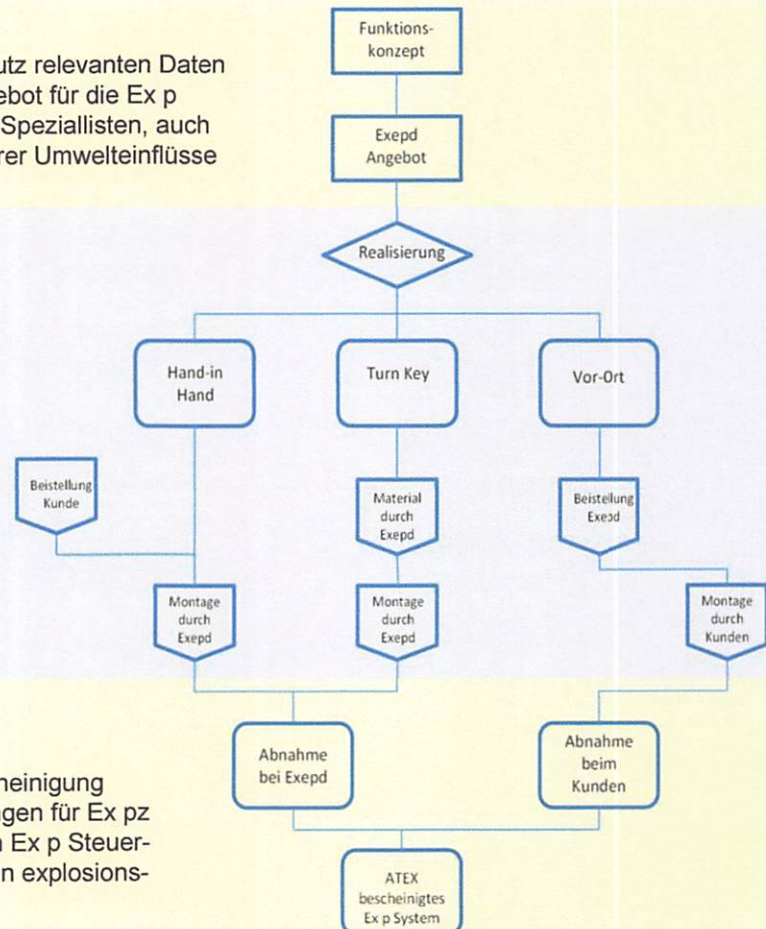 utz relevanten Daten
ebot für die Ex p
Speziallisten, auch
rer Umwelteinflüsse
Funktions-
konzept
Exepd
Angebot
Realisierung
Hand-in
Hand
Turn Key
Vor-Ort
Beistellung
Kunde
Material
durch
Exepd
Beistellung
Exepd
Montage
durch
Exepd
Montage
durch
Exepd
Montage
durch
Kunden
Abnahme
bei Exepd
Abnahme
beim
Kunden
heinigung
ngen für Ex pz
n Ex p Steuer-
n explosions-
ATEX
bescheinigtes
Ex p System